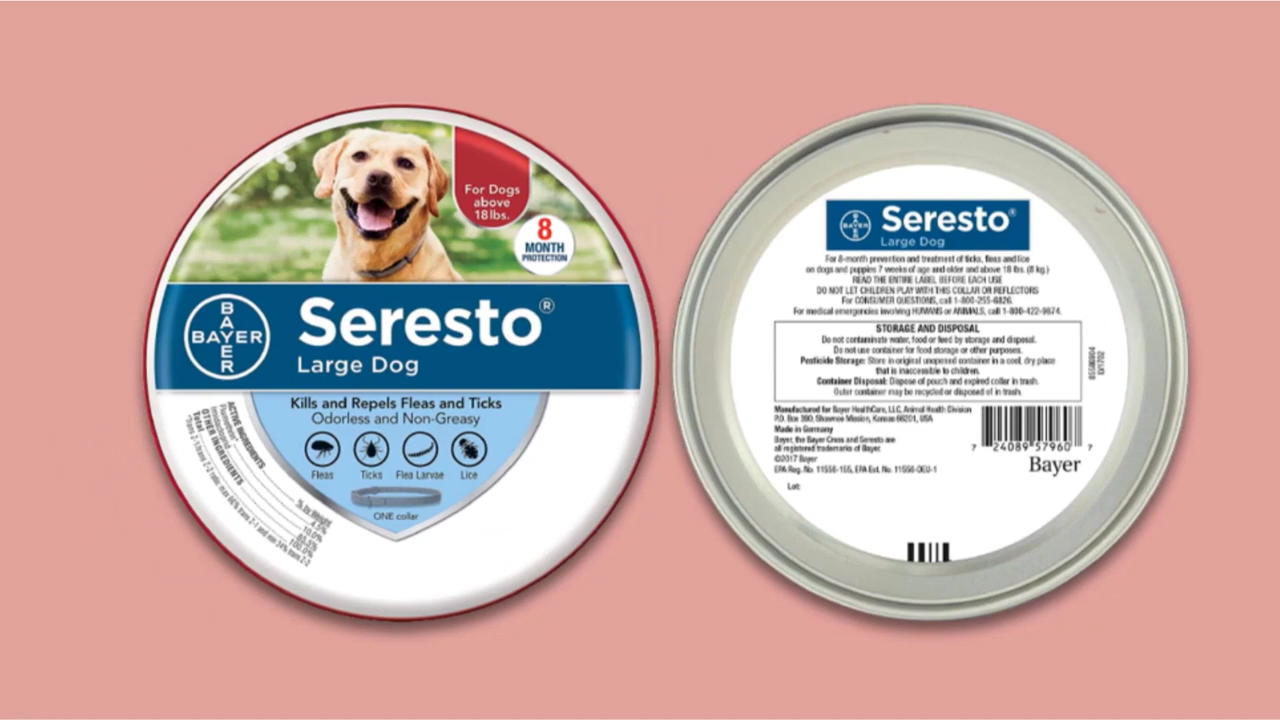 For Dogs
above
18 lbs.
8
MONTH
PROTECTION
BAYER
BAYER
Seresto®
Large Dog
Kills and Repels Fleas and Ticks
Odorless and Non-Greasy
Fleas Ticks Flea Larvae Lice
ONE collar
ACTIVE INGREDIENTS
OTHER INGREDIENTS
Total
BAYER
BAYER
Seresto®
Large Dog
For 8-month prevention and treatment of ticks, fleas and lice
on dogs and puppies 7 weeks of age and older and above 18 lbs. (8 kg.)
READ THE ENTIRE LABEL BEFORE EACH USE
DO NOT LET CHILDREN PLAY WITH THIS COLLAR OR REFLECTORS
For CONSUMER QUESTIONS, call 1-800-255-6826.
For medical emergencies involving HUMANS or ANIMALS, call 1-800-422-9874.
STORAGE AND DISPOSAL
Do not contaminate water, food or feed by storage and disposal.
Do not use container for food storage or other purposes.
Pesticide Storage: Store in original unopened container in a cool, dry place
that is inaccessible to children.
Container Disposal: Dispose of pouch and expired collar in trash.
Outer container may be recycled or disposed of in trash.
Manufactured for Bayer HealthCare, LLC, Animal Health Division
P.O. Box 390, Shawnee Mission, Kansas 66201, USA
Made in Germany
Bayer, the Bayer Cross and Seresto are
all registered trademarks of Bayer.
©2017 Bayer
EPA Reg. No. 11556-155, EPA Est. No. 11556-DEU-1
Lot:
7 24089 57960 7
Bayer